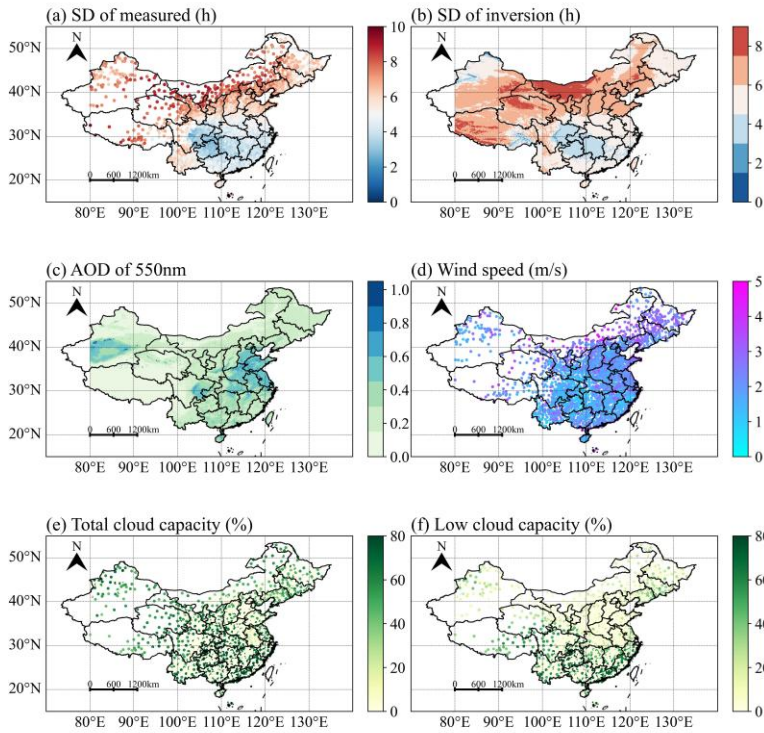 (a) SD of measured (h)
(b) SD of inversion (h)
50°N
40°N
30°N
20°N
N
0 600 1200km
10
8
6
4
2
0
N
0 600 1200km
8
6
4
2
0
80°E 90°E 100°E 110°E 120°E 130°E
80°E 90°E 100°E 110°E 120°E 130°E
(c) AOD of 550nm
(d) Wind speed (m/s)
50°N
40°N
30°N
20°N
N
0 600 1200km
1.0
0.8
0.6
0.4
0.2
0.0
N
0 600 1200km
5
4
3
2
1
0
80°E 90°E 100°E 110°E 120°E 130°E
80°E 90°E 100°E 110°E 120°E 130°E
(e) Total cloud capacity (%)
(f) Low cloud capacity (%)
50°N
40°N
30°N
20°N
N
0 600 1200km
80
60
40
20
0
N
0 600 1200km
80
60
40
20
0
80°E 90°E 100°E 110°E 120°E 130°E
80°E 90°E 100°E 110°E 120°E 130°E